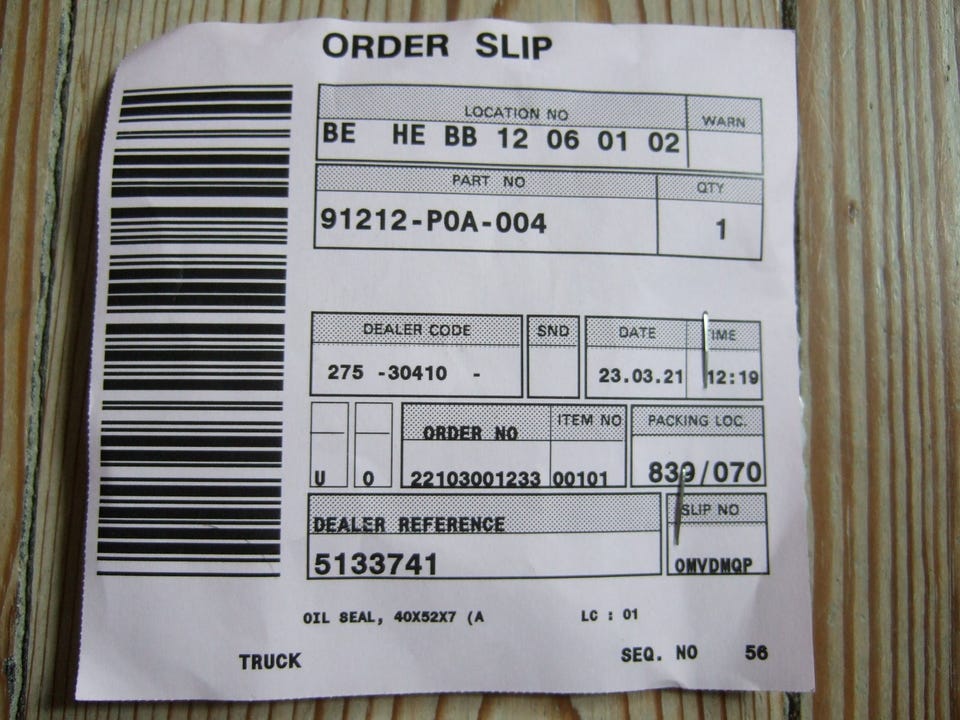 ORDER SLIP
LOCATION NO WARN
BE HE BB 12 06 01 02
PART NO QTY
91212-P0A-004 1
DEALER CODE SND DATE TIME
275 -30410 - 23.03.21 12:19
ORDER NO ITEM NO PACKING LOC.
U O 22103001233 00101 839/070
DEALER REFERENCE SLIP NO
5133741 OMVDMQP
OIL SEAL, 40X52X7 (A LC : 01
TRUCK SEQ. NO 56